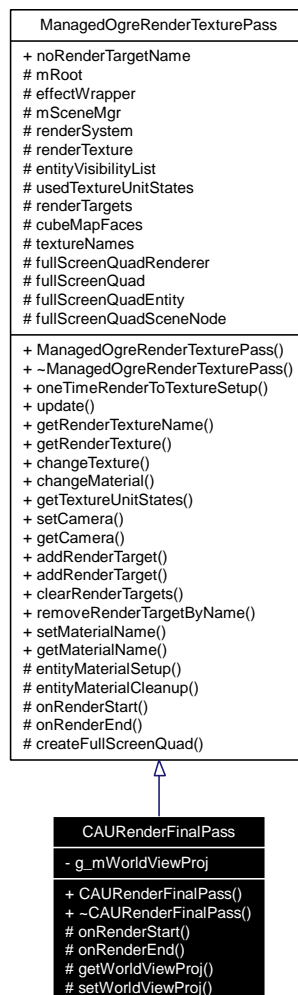 ManagedOgreRenderTexturePass
+ noRenderTargetName
# mRoot
# effectWrapper
# mSceneMgr
# renderSystem
# renderTexture
# entityVisibilityList
# usedTextureUnitStates
# renderTargets
# cubeMapFaces
# textureNames
# fullScreenQuadRenderer
# fullScreenQuad
# fullScreenQuadEntity
# fullScreenQuadSceneNode
+ ManagedOgreRenderTexturePass()
+ ~ManagedOgreRenderTexturePass()
+ oneTimeRenderToTextureSetup()
+ update()
+ getRenderTextureName()
+ getRenderTexture()
+ changeTexture()
+ changeMaterial()
+ getTextureUnitStates()
+ setCamera()
+ getCamera()
+ addRenderTarget()
+ addRenderTarget()
+ clearRenderTargets()
+ removeRenderTargetByName()
+ setMaterialName()
+ getMaterialName()
# entityMaterialSetup()
# entityMaterialCleanup()
# onRenderStart()
# onRenderEnd()
# createFullScreenQuad()
CAURenderFinalPass
- g_mWorldViewProj
+ CAURenderFinalPass()
+ ~CAURenderFinalPass()
# onRenderStart()
# onRenderEnd()
# getWorldViewProj()
# setWorldViewProj()